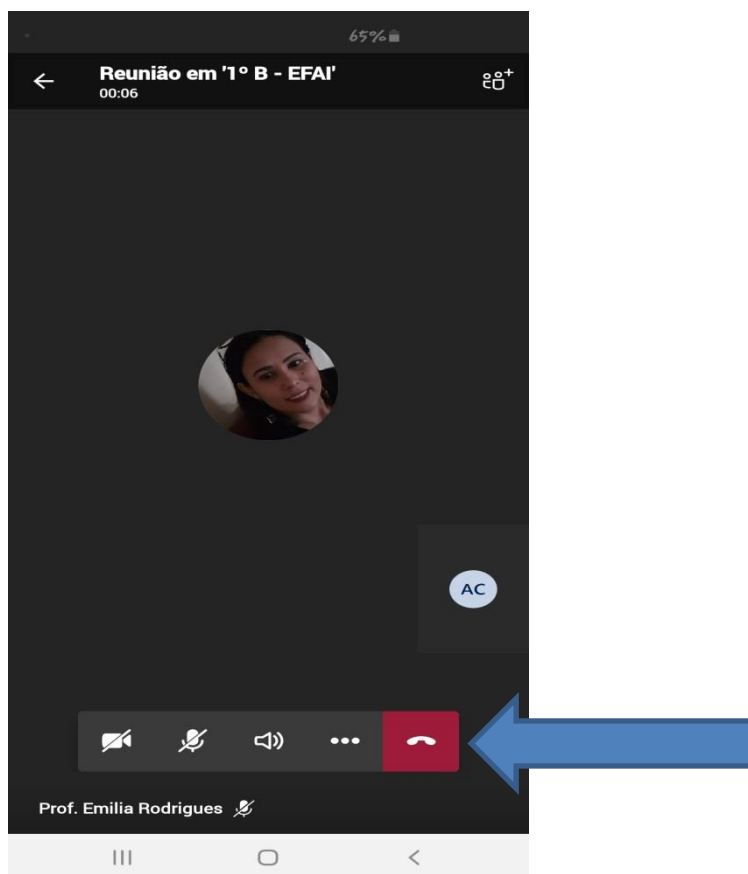 65%
Reunião em '1º B - EFAI'
00:06
AC
Prof. Emilia Rodrigues